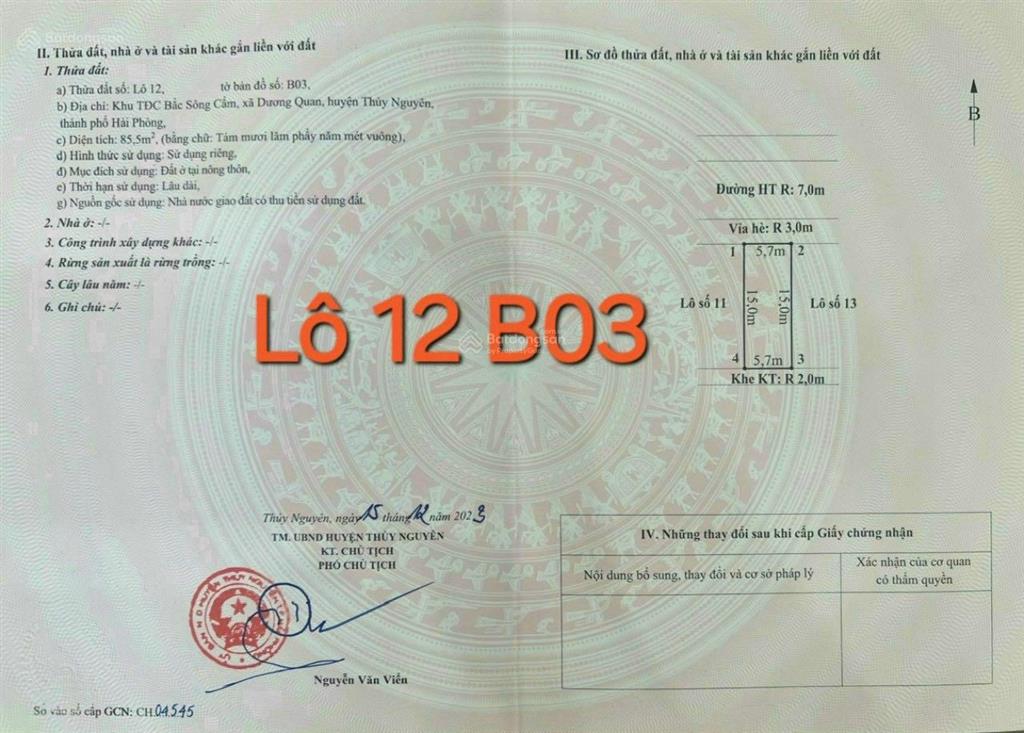 Batdongsan
II. Thửa đất, nhà ở và tài sản khác gắn liền với đất
1. Thửa đất:
a) Thửa đất số: Lô 12, tờ bản đồ số: B03,
b) Địa chỉ: Khu TĐC Bắc Sông Cấm, xã Dương Quan, huyện Thủy Nguyên,
thành phố Hải Phòng,
c) Diện tích: 85,5m², (bằng chữ: Tám mươi lăm phẩy năm mét vuông),
d) Hình thức sử dụng: Sử dụng riêng,
đ) Mục đích sử dụng: Đất ở tại nông thôn,
e) Thời hạn sử dụng: Lâu dài,
g) Nguồn gốc sử dụng: Nhà nước giao đất có thu tiền sử dụng đất.
2. Nhà ở: -/-
3. Công trình xây dựng khác: -/-
4. Rừng sản xuất là rừng trồng: -/-
5. Cây lâu năm: -/-
6. Ghi chú: -/-
III. Sơ đồ thửa đất, nhà ở và tài sản khác gắn liền với đất
B
Đường HT R: 7,0m
Vỉa hè: R 3,0m
1 5,7m 2
Lô số 11 15,0m 15,0m Lô số 13
4 5,7m 3
Khe KT: R 2,0m
Lô 12 B03
Batdongsan
by PropertyGuru
Thủy Nguyên, ngày 15 tháng 12 năm 2023
TM. UBND HUYỆN THỦY NGUYÊN
KT. CHỦ TỊCH
PHÓ CHỦ TỊCH
Nguyễn Văn Viển
Số vào sổ cấp GCN: CH 04545
IV. Những thay đổi sau khi cấp Giấy chứng nhận
Nội dung bổ sung, thay đổi và cơ sở pháp lý
Xác nhận của cơ quan
có thẩm quyền